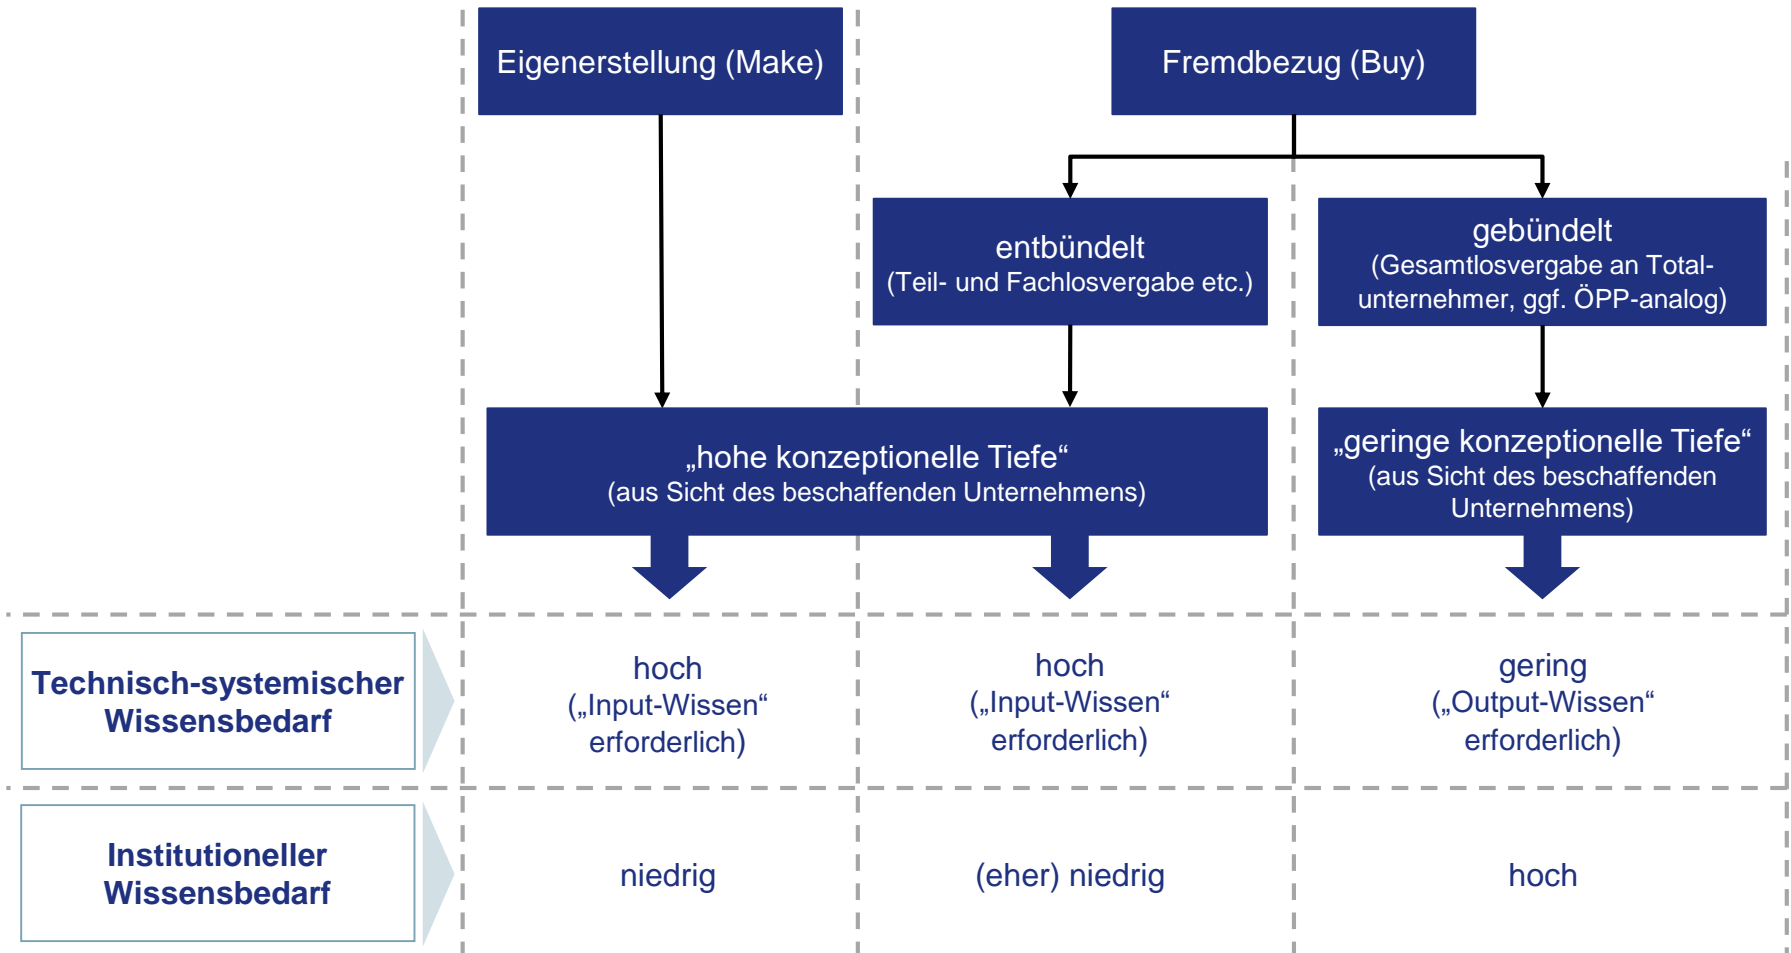 Eigenerstellung (Make)
Fremdbezug (Buy)
entbündelt
(Teil- und Fachlosvergabe etc.)
gebündelt
(Gesamtlosvergabe an Total-
unternehmer, ggf. ÖPP-analog)
„hohe konzeptionelle Tiefe“
(aus Sicht des beschaffenden Unternehmens)
„geringe konzeptionelle Tiefe“
(aus Sicht des beschaffenden
Unternehmens)
Technisch-systemischer
Wissensbedarf
hoch
(„Input-Wissen“
erforderlich)
hoch
(„Input-Wissen“
erforderlich)
gering
(„Output-Wissen“
erforderlich)
Institutioneller
Wissensbedarf
niedrig
(eher) niedrig
hoch